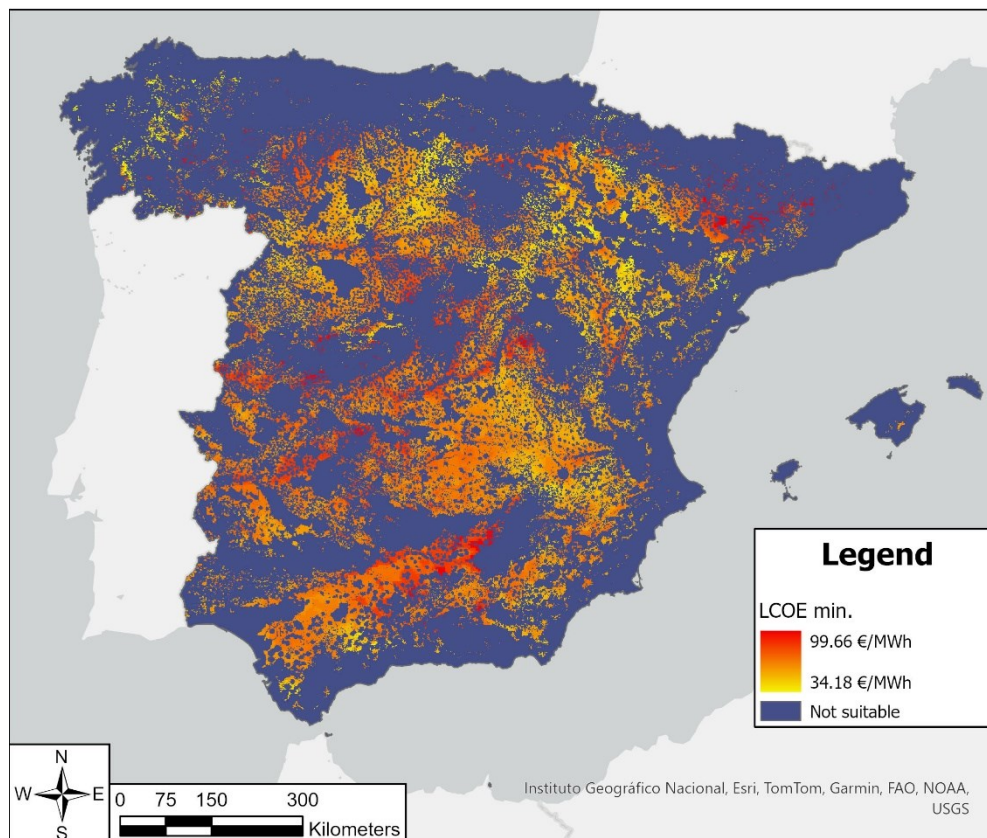 Legend
LCOE min.
99.66 €/MWh
34.18 €/MWh
Not suitable
N
W E
S
0 75 150 300
Kilometers
Instituto Geográfico Nacional, Esri, TomTom, Garmin, FAO, NOAA,
USGS